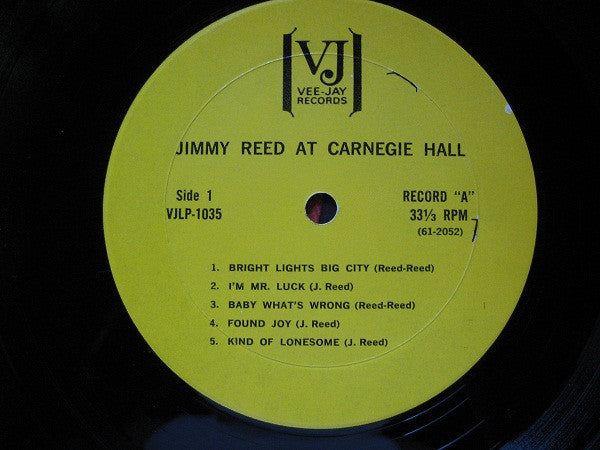 VJ
VEE-JAY
RECORDS
JIMMY REED AT CARNEGIE HALL
Side 1
VJLP-1035
RECORD "A"
33⅓ RPM
(61-2052)
1. BRIGHT LIGHTS BIG CITY (Reed-Reed)
2. I'M MR. LUCK (J. Reed)
3. BABY WHAT'S WRONG (Reed-Reed)
4. FOUND JOY (J. Reed)
5. KIND OF LONESOME (J. Reed)